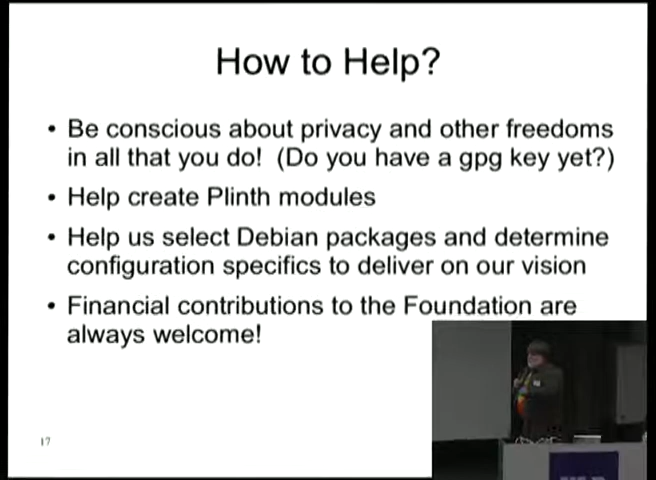 How to Help?
• Be conscious about privacy and other freedoms
in all that you do!  (Do you have a gpg key yet?)
• Help create Plinth modules
• Help us select Debian packages and determine
configuration specifics to deliver on our vision
• Financial contributions to the Foundation are
always welcome!
17